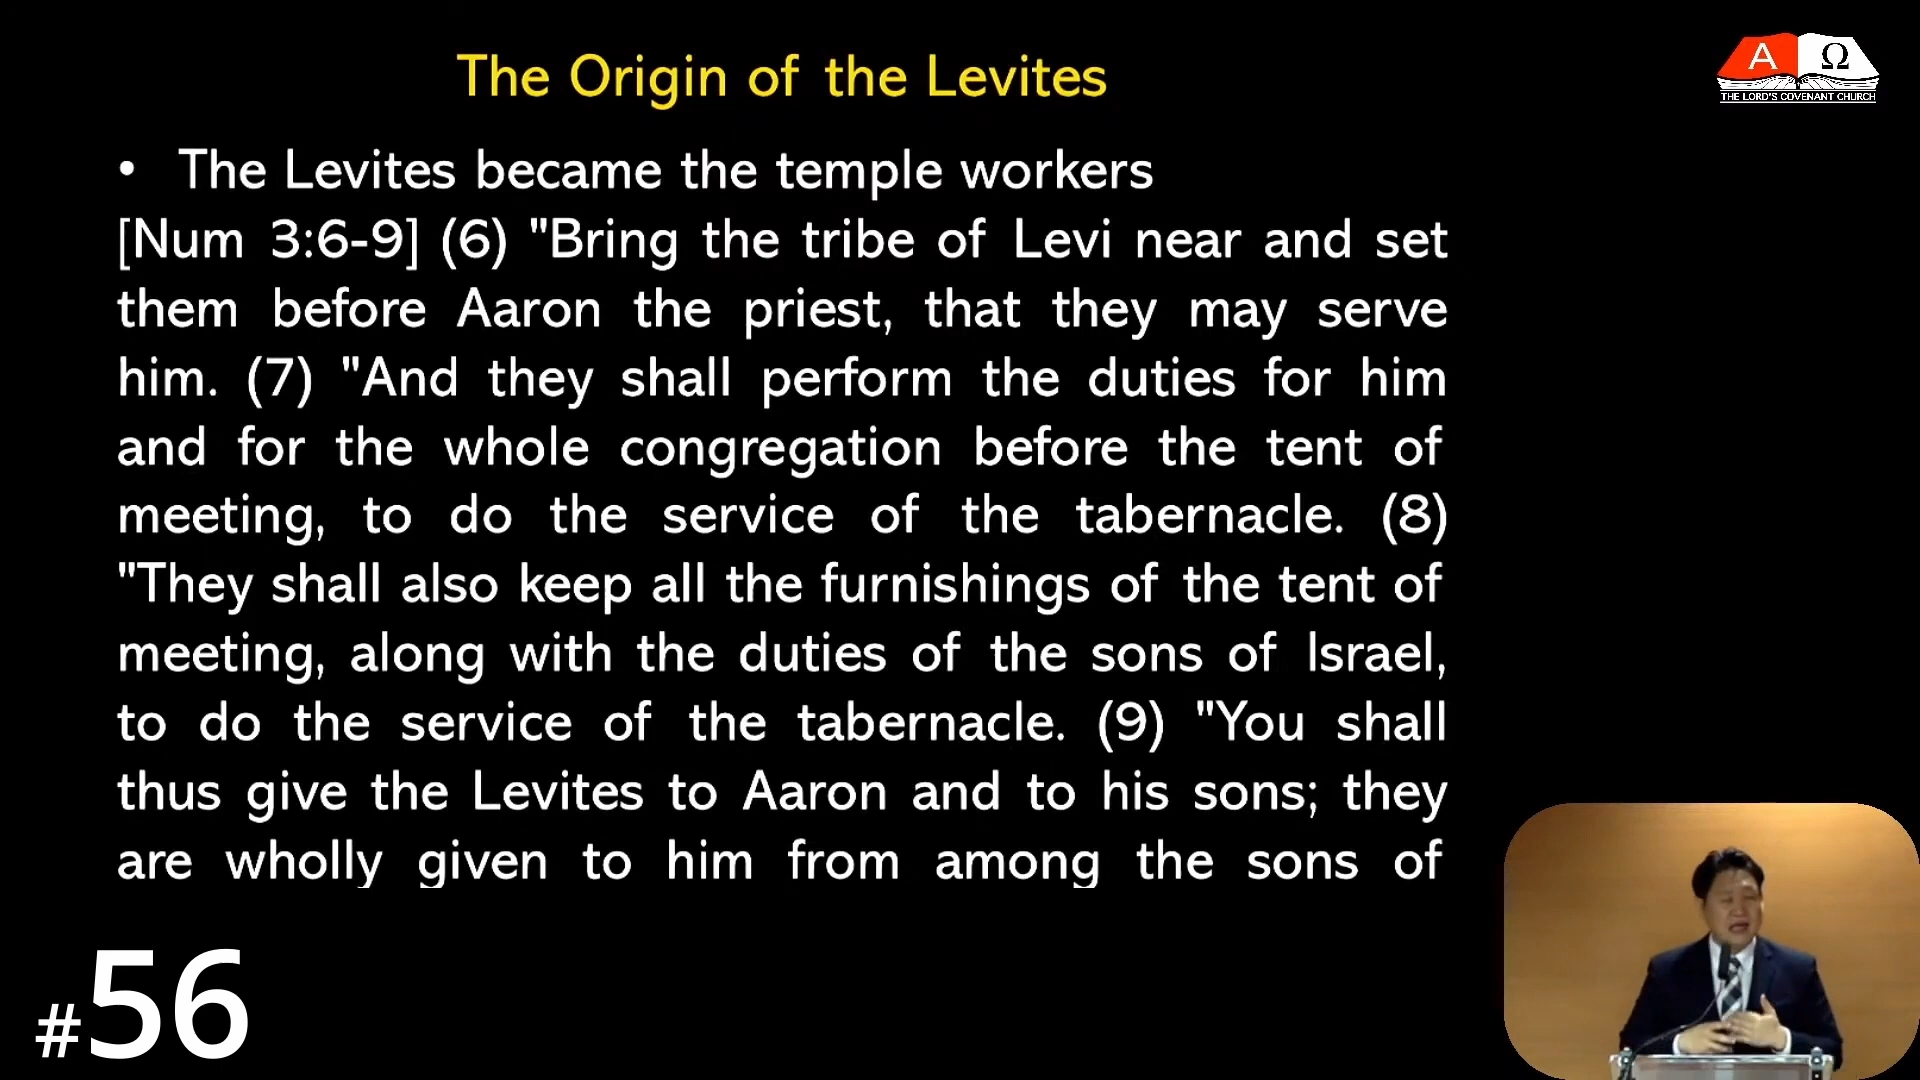 The Origin of the Levites
A Ω
THE LORD'S COVENANT CHURCH
• The Levites became the temple workers
[Num 3:6-9] (6) "Bring the tribe of Levi near and set
them before Aaron the priest, that they may serve
him. (7) "And they shall perform the duties for him
and for the whole congregation before the tent of
meeting, to do the service of the tabernacle. (8)
"They shall also keep all the furnishings of the tent of
meeting, along with the duties of the sons of Israel,
to do the service of the tabernacle. (9) "You shall
thus give the Levites to Aaron and to his sons; they
are wholly given to him from among the sons of
#56